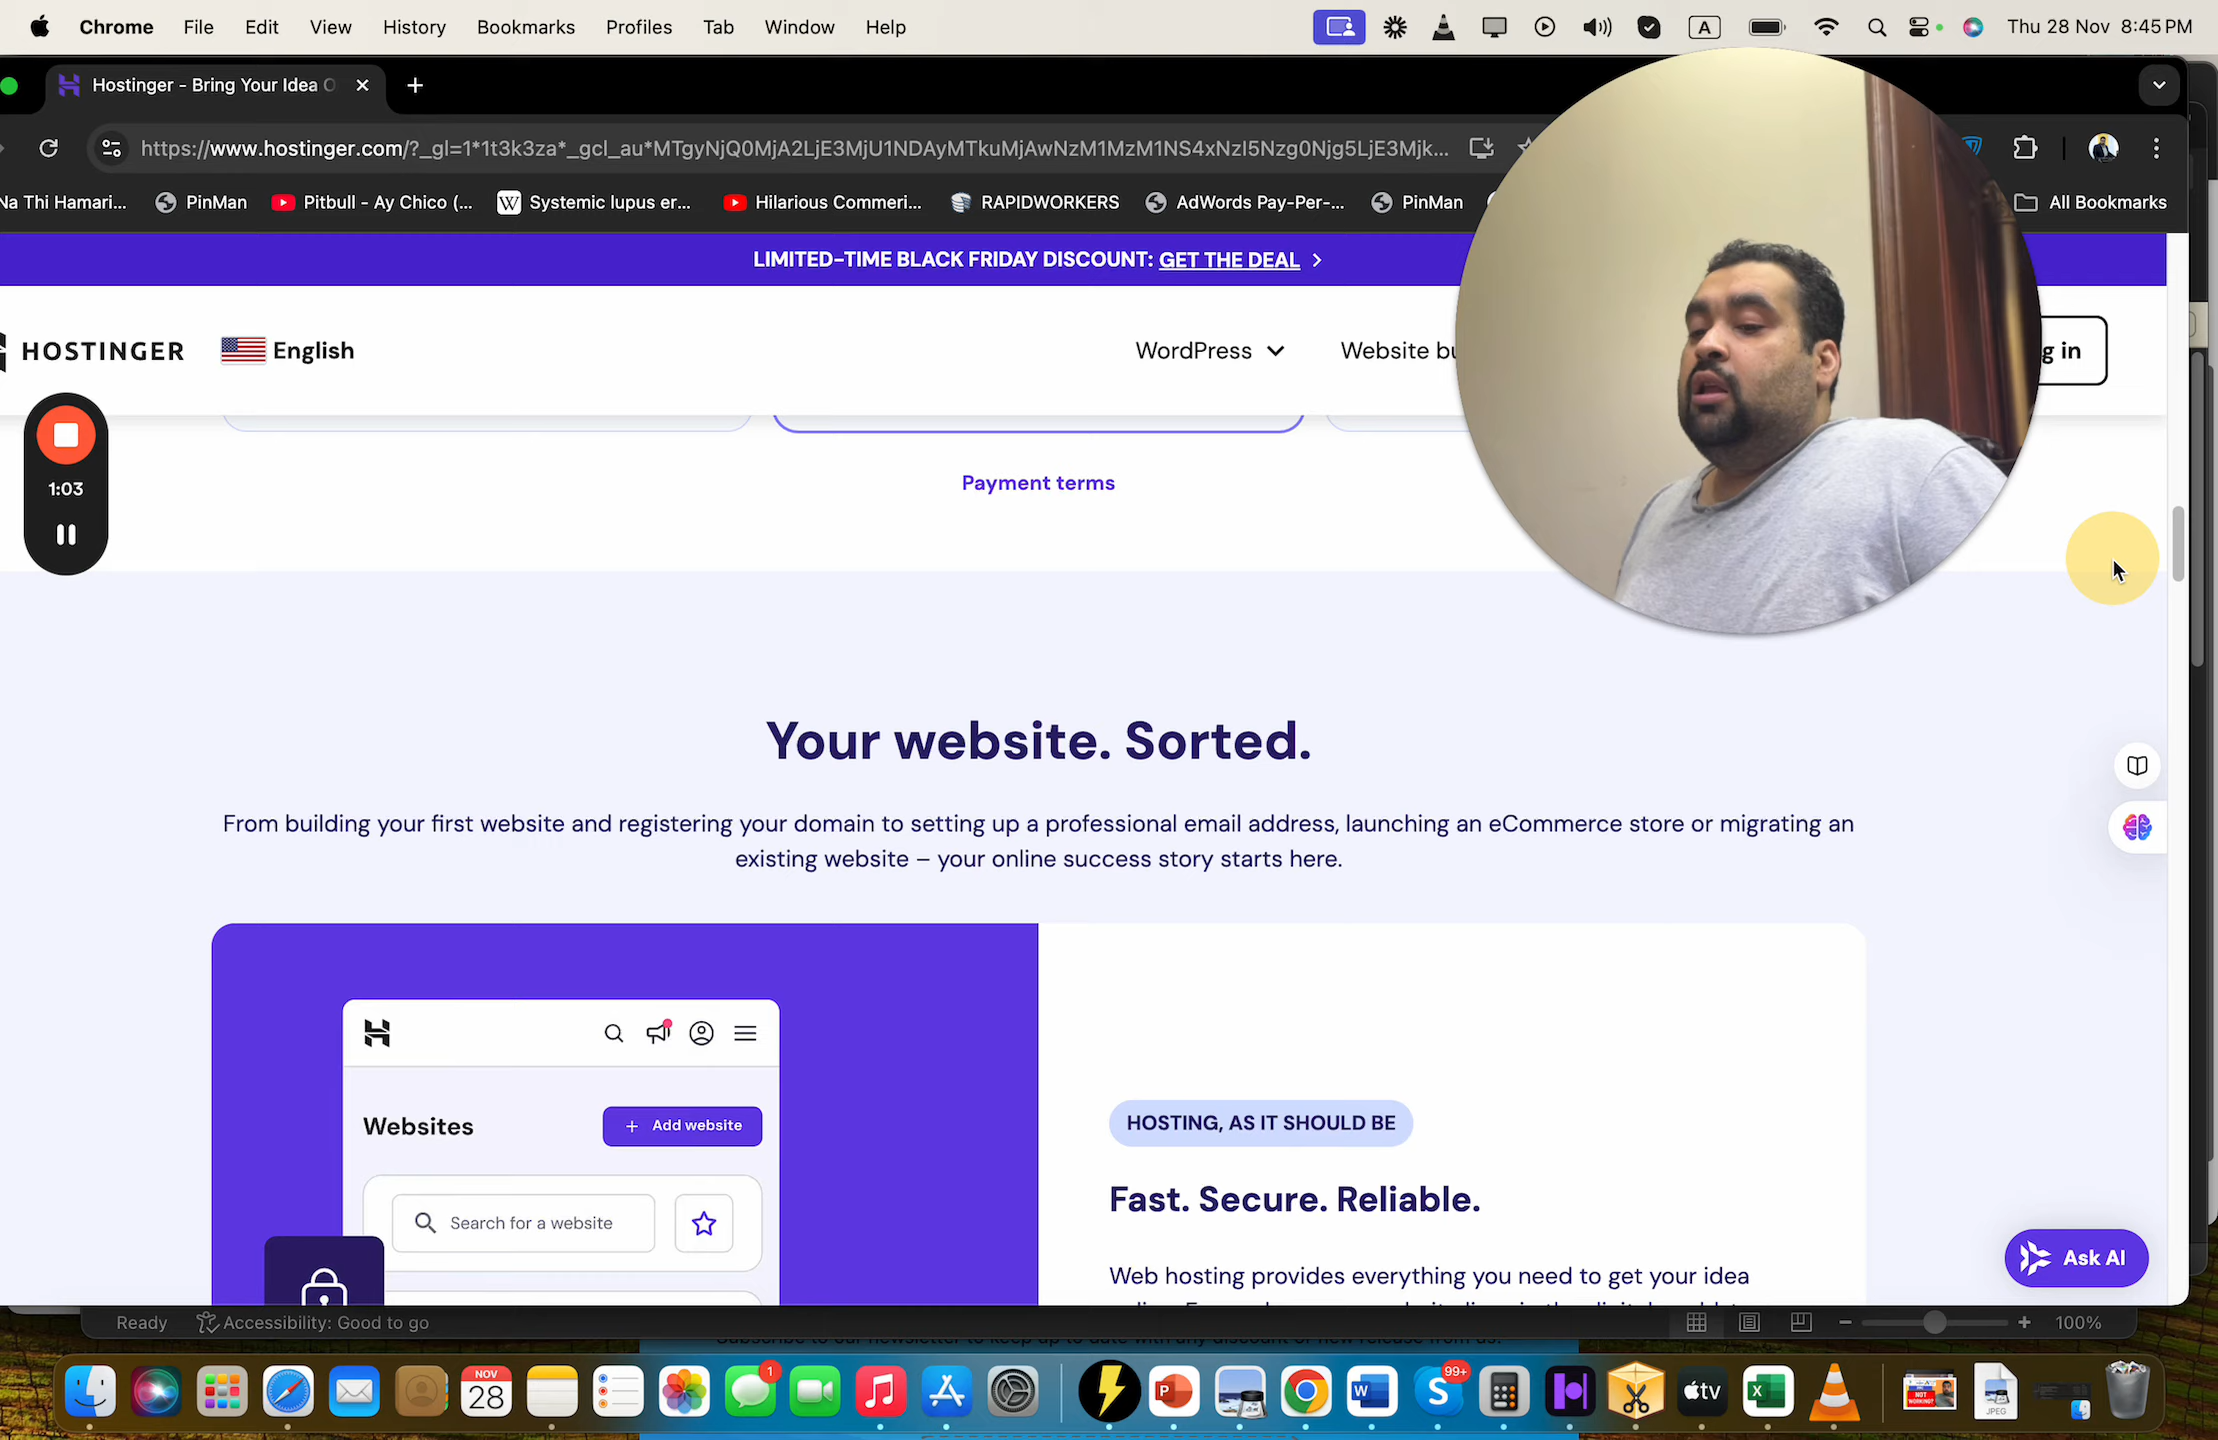 Chrome File Edit View History Bookmarks Profiles Tab Window Help A Thu 28 Nov 8:45 PM
Hostinger - Bring Your Idea O
https://www.hostinger.com/?_gl=1*1t3k3za*_gcl_au*MTgyNjQ0MjA2LjE3MjU1NDAyMTkuMjAwNzM1MzM1NS4xNzI5Nzg0Njg5LjE3Mjk...
Na Thi Hamari... PinMan Pitbull - Ay Chico (... W Systemic lupus er... Hilarious Commeri... RAPIDWORKERS AdWords Pay-Per-... PinMan All Bookmarks
LIMITED-TIME BLACK FRIDAY DISCOUNT: GET THE DEAL
HOSTINGER English WordPress Website bu g in
1:03
Payment terms
Your website. Sorted.
From building your first website and registering your domain to setting up a professional email address, launching an eCommerce store or migrating an
existing website – your online success story starts here.
Websites + Add website
HOSTING, AS IT SHOULD BE
Search for a website
Fast. Secure. Reliable.
Web hosting provides everything you need to get your idea
Ask AI
Ready Accessibility: Good to go 100%
NOV
28
1
P
W
S
99+
tv
X
NOT
JPEG